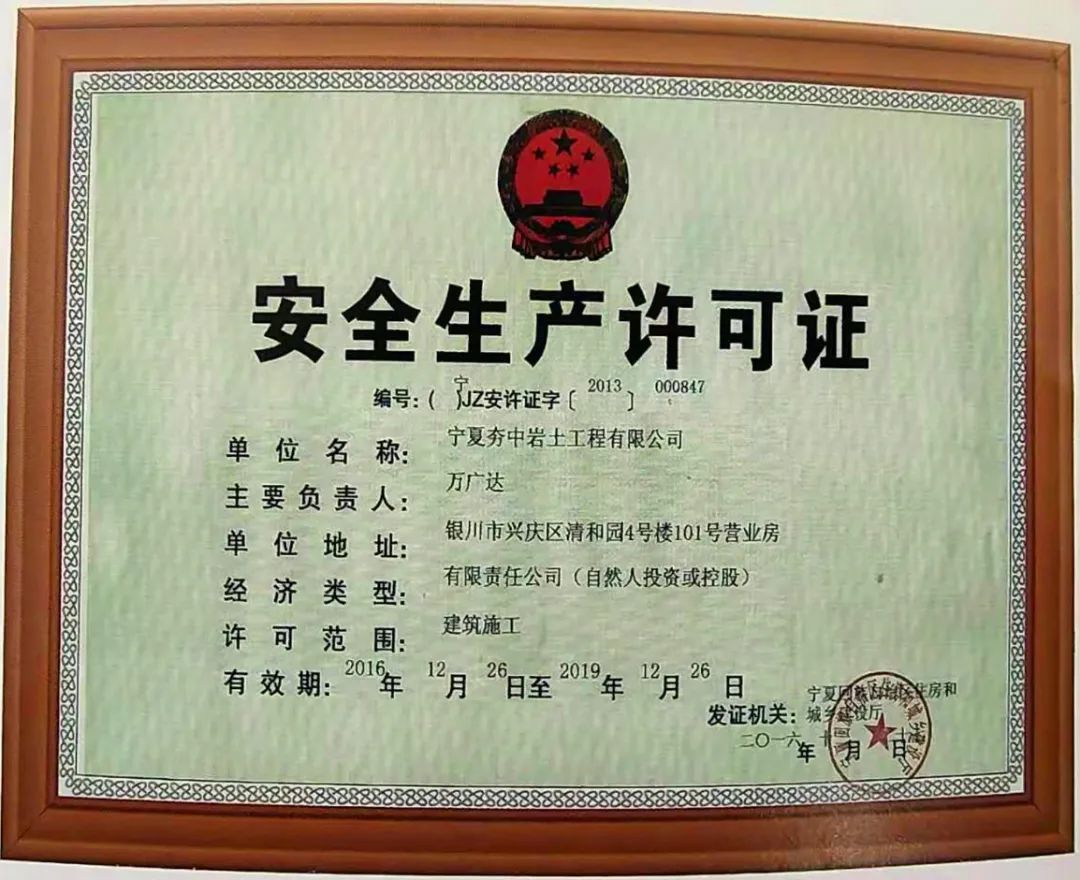 安全生产许可证
编号:(宁)JZ安许证字〔2013〕000847
单位名称: 宁夏夯中岩土工程有限公司
主要负责人: 万广达
单位地址: 银川市兴庆区清和园4号楼101号营业房
经济类型: 有限责任公司（自然人投资或控股）
许可范围: 建筑施工
有效期: 2016年12月26日至2019年12月26日
发证机关: 宁夏回族自治区住房和
城乡建设厅
二〇一六年 月 日